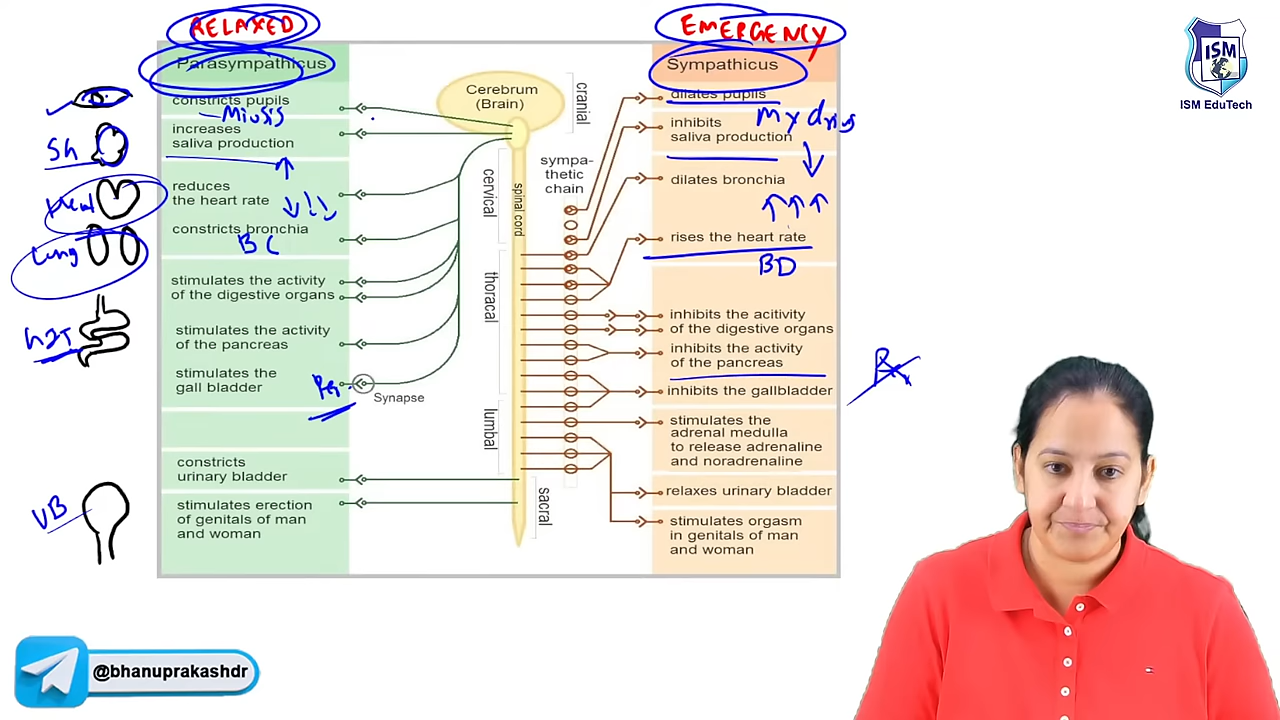 RELAXED
EMERGENCY
ISM
ISM EduTech
Parasympathicus
Sympathicus
Cerebrum
(Brain)
cranial
cervical
thoracal
lumbal
sacral
spinal cord
sympa-
thetic
chain
Synapse
constricts pupils
Miosis
increases
saliva production
reduces
the heart rate
constricts bronchia
BC
stimulates the activity
of the digestive organs
stimulates the activity
of the pancreas
stimulates the
gall bladder
constricts
urinary bladder
stimulates erection
of genitals of man
and woman
dilates pupils
inhibits
saliva production
dilates bronchia
rises the heart rate
BD
inhibits the acitivity
of the digestive organs
inhibits the activity
of the pancreas
inhibits the gallbladder
stimulates the
adrenal medulla
to release adrenaline
and noradrenaline
relaxes urinary bladder
stimulates orgasm
in genitals of man
and woman
Lung
UB
@bhanuprakashdr